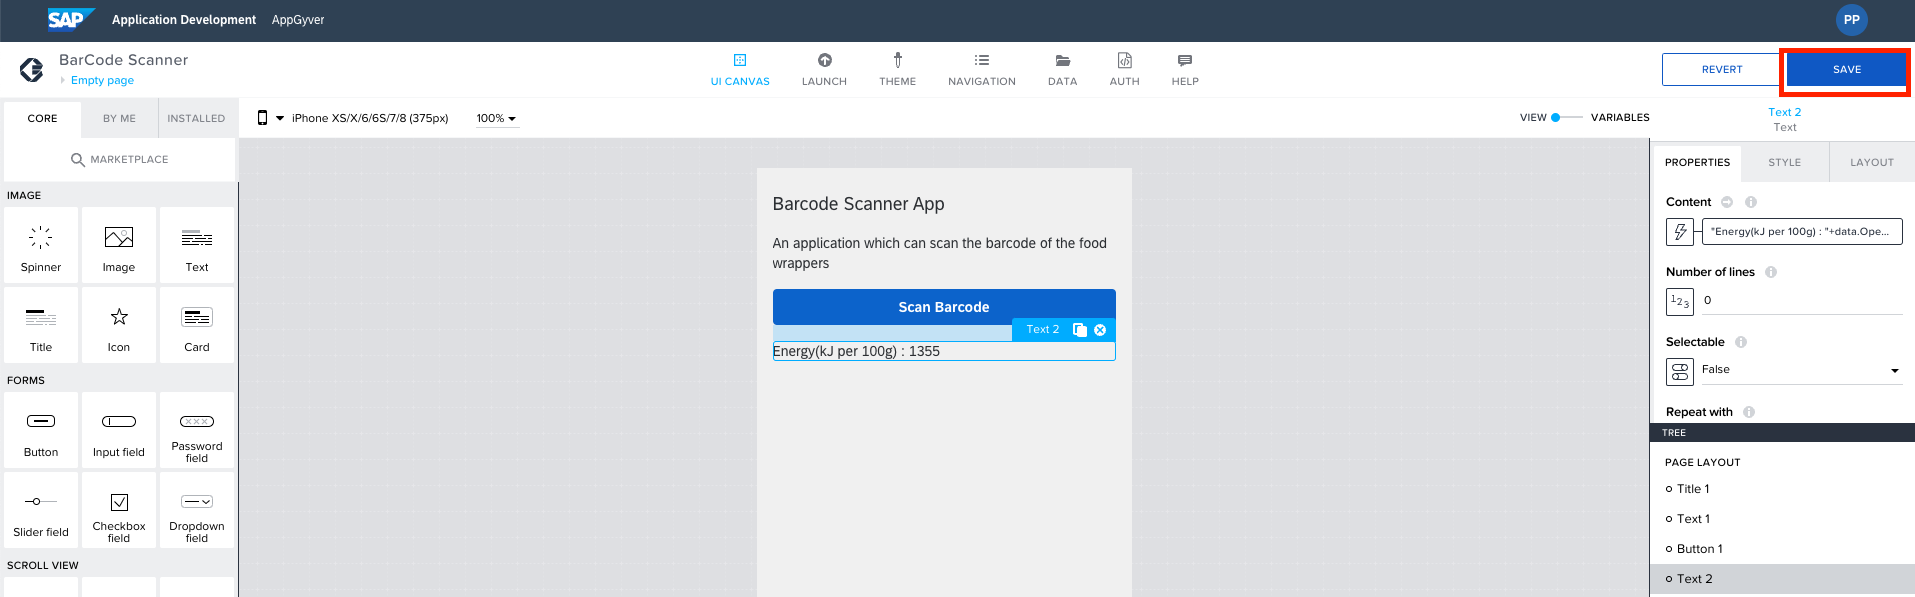 SAP Application Development AppGyver PP
BarCode Scanner
Empty page
UI CANVAS LAUNCH THEME NAVIGATION DATA AUTH HELP
REVERT SAVE
CORE BY ME INSTALLED
MARKETPLACE
iPhone XS/X/6/6S/7/8 (375px) 100%
VIEW VARIABLES
Text 2
Text
IMAGE
Spinner Image Text
Title Icon Card
FORMS
Button Input field Password field
Slider field Checkbox field Dropdown field
SCROLL VIEW
Barcode Scanner App
An application which can scan the barcode of the food
wrappers
Scan Barcode
Text 2
Energy(kJ per 100g) : 1355
PROPERTIES STYLE LAYOUT
Content
"Energy(kJ per 100g) : "+data.Ope...
Number of lines
123 0
Selectable
False
Repeat with
TREE
PAGE LAYOUT
Title 1
Text 1
Button 1
Text 2